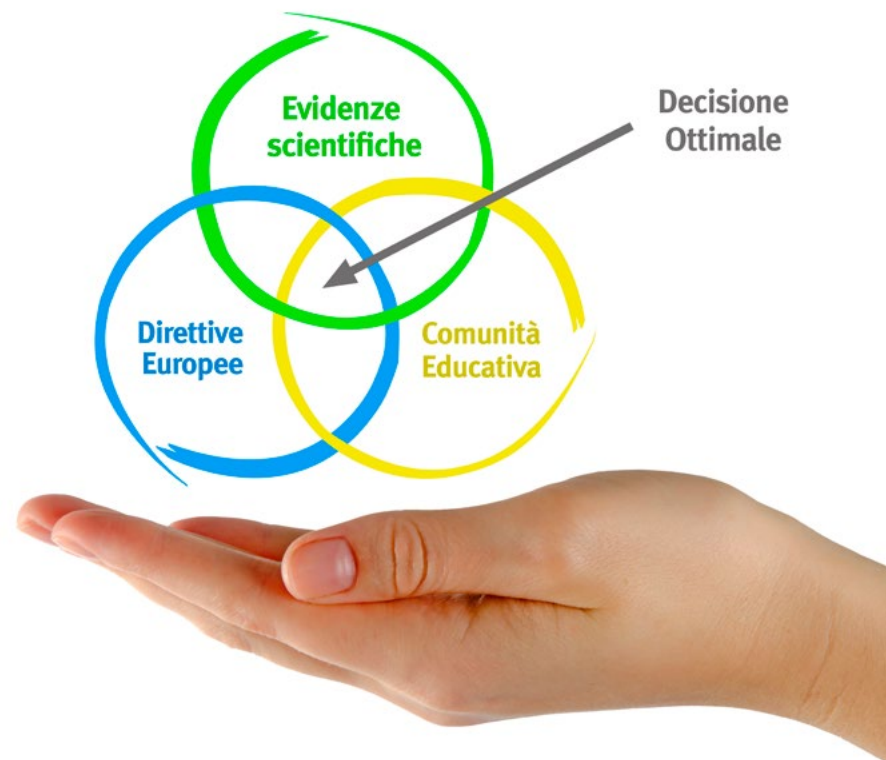 Evidenze
scientifiche
Decisione
Ottimale
Direttive
Europee
Comunità
Educativa